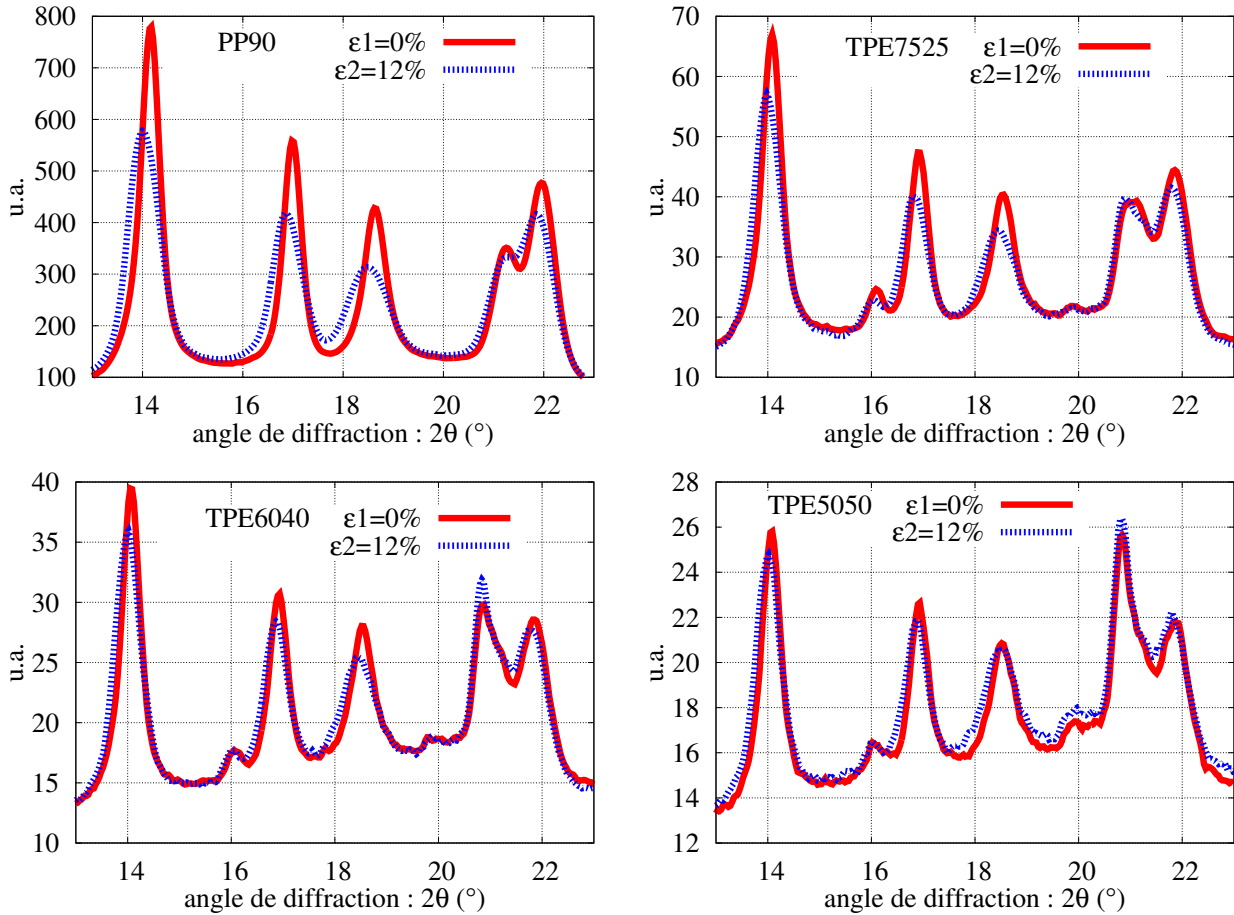 800
700
600
500
400
300
200
100
u.a.
PP90
ε1=0%
ε2=12%
14 16 18 20 22
angle de diffraction : 2θ (°)
70
60
50
40
30
20
10
u.a.
TPE7525
ε1=0%
ε2=12%
14 16 18 20 22
angle de diffraction : 2θ (°)
40
35
30
25
20
15
10
u.a.
TPE6040
ε1=0%
ε2=12%
14 16 18 20 22
angle de diffraction : 2θ (°)
28
26
24
22
20
18
16
14
12
u.a.
TPE5050
ε1=0%
ε2=12%
14 16 18 20 22
angle de diffraction : 2θ (°)